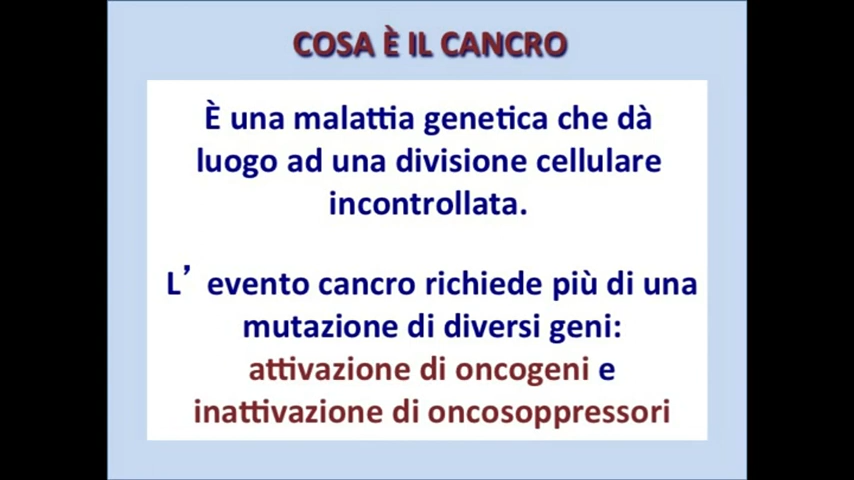 COSA È IL CANCRO
È una malattia genetica che dà
luogo ad una divisione cellulare
incontrollata.
L’ evento cancro richiede più di una
mutazione di diversi geni:
attivazione di oncogeni e
inattivazione di oncosoppressori